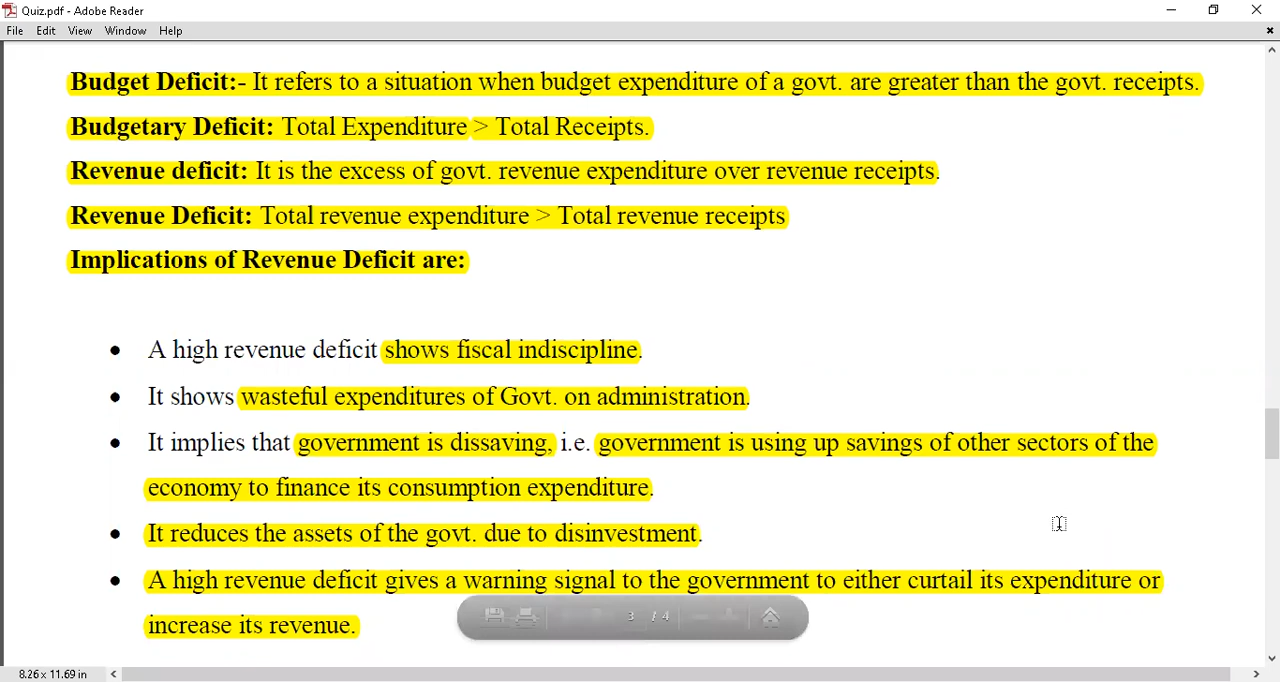 Quiz.pdf - Adobe Reader
File Edit View Window Help
Budget Deficit:- It refers to a situation when budget expenditure of a govt. are greater than the govt. receipts.
Budgetary Deficit: Total Expenditure > Total Receipts.
Revenue deficit: It is the excess of govt. revenue expenditure over revenue receipts.
Revenue Deficit: Total revenue expenditure > Total revenue receipts
Implications of Revenue Deficit are:
• A high revenue deficit shows fiscal indiscipline.
• It shows wasteful expenditures of Govt. on administration.
• It implies that government is dissaving, i.e. government is using up savings of other sectors of the
economy to finance its consumption expenditure.
• It reduces the assets of the govt. due to disinvestment.
• A high revenue deficit gives a warning signal to the government to either curtail its expenditure or
increase its revenue.
3 / 4
8.26 x 11.69 in